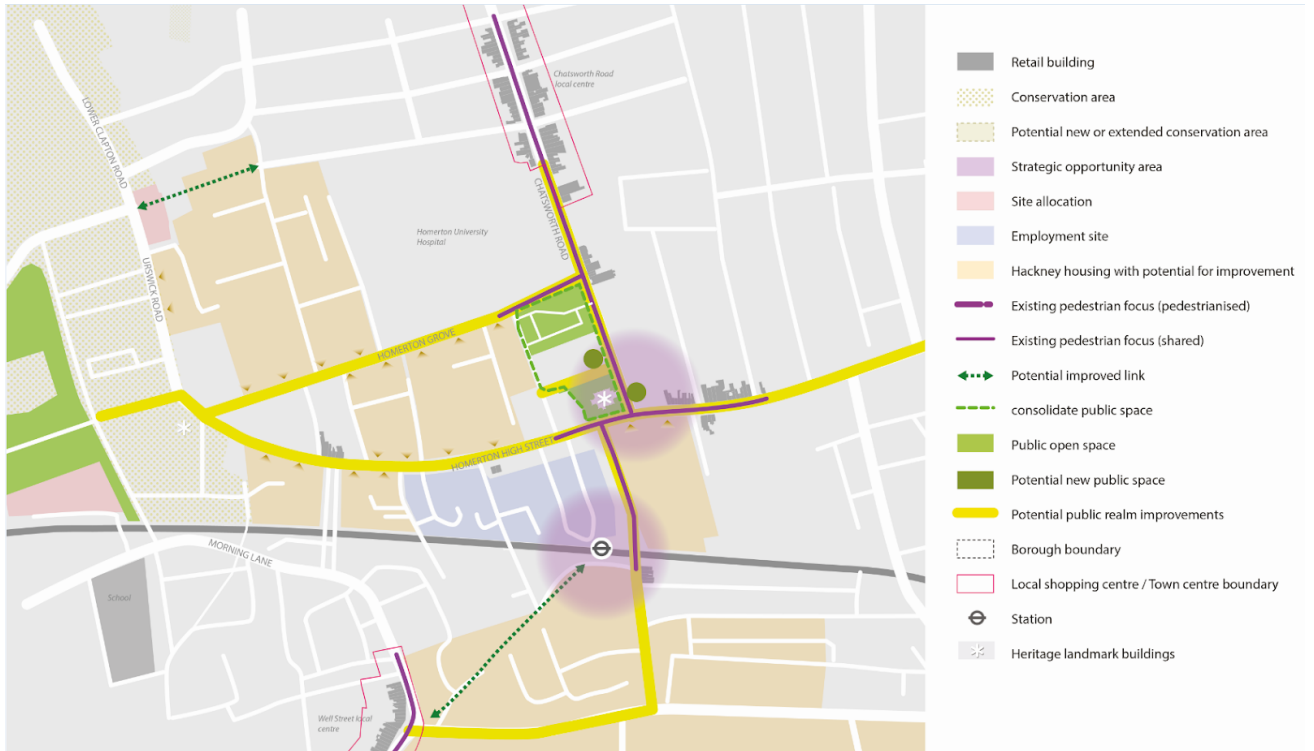 Chatsworth Road
local centre
LOWER CLAPTON ROAD
CHATSWORTH ROAD
Homerton University
Hospital
URSWICK ROAD
HOMERTON GROVE
HOMERTON HIGH STREET
MORNING LANE
School
Well Street local
centre
Retail building
Conservation area
Potential new or extended conservation area
Strategic opportunity area
Site allocation
Employment site
Hackney housing with potential for improvement
Existing pedestrian focus (pedestrianised)
Existing pedestrian focus (shared)
Potential improved link
consolidate public space
Public open space
Potential new public space
Potential public realm improvements
Borough boundary
Local shopping centre / Town centre boundary
Station
Heritage landmark buildings